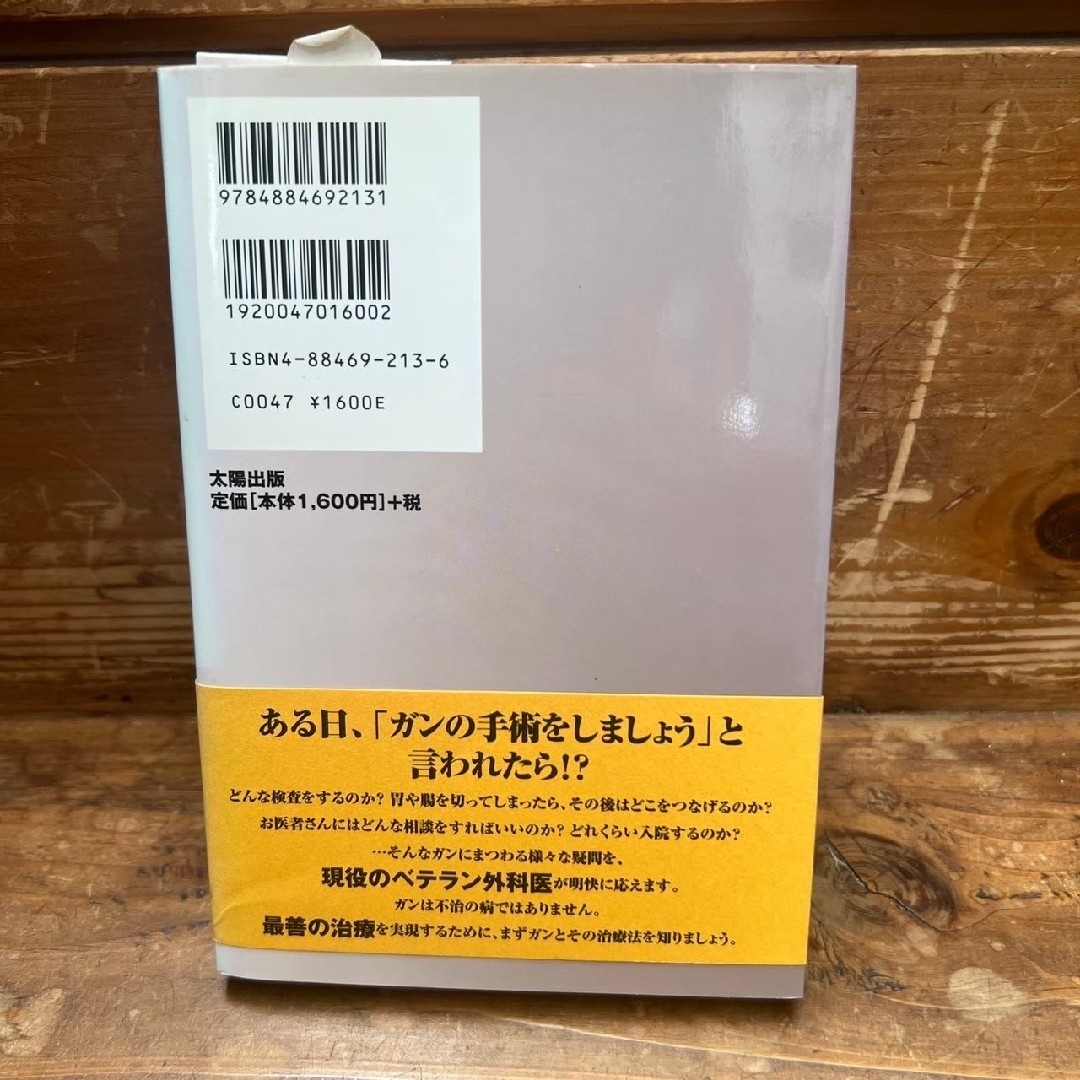 9784884692131
1920047016002
ISBN4-88469-213-6
C0047 ¥1600E
太陽出版
定価[本体1,600円]+税
ある日、「ガンの手術をしましょう」と
言われたら!?
どんな検査をするのか? 胃や腸を切ってしまったら、その後はどこをつなげるのか?
お医者さんにはどんな相談をすればいいのか? どれくらい入院するのか?
…そんなガンにまつわる様々な疑問を、
現役のベテラン外科医が明快に応えます。
ガンは不治の病ではありません。
最善の治療を実現するために、まずガンとその治療法を知りましょう。